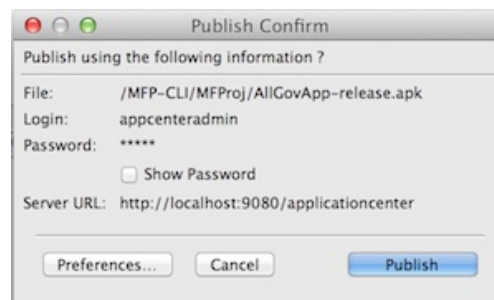 Publish Confirm
Publish using the following information ?
File: /MFP-CLI/MFProj/AllGovApp-release.apk
Login: appcenteradmin
Password: *****
Show Password
Server URL: http://localhost:9080/applicationcenter
Preferences... Cancel Publish